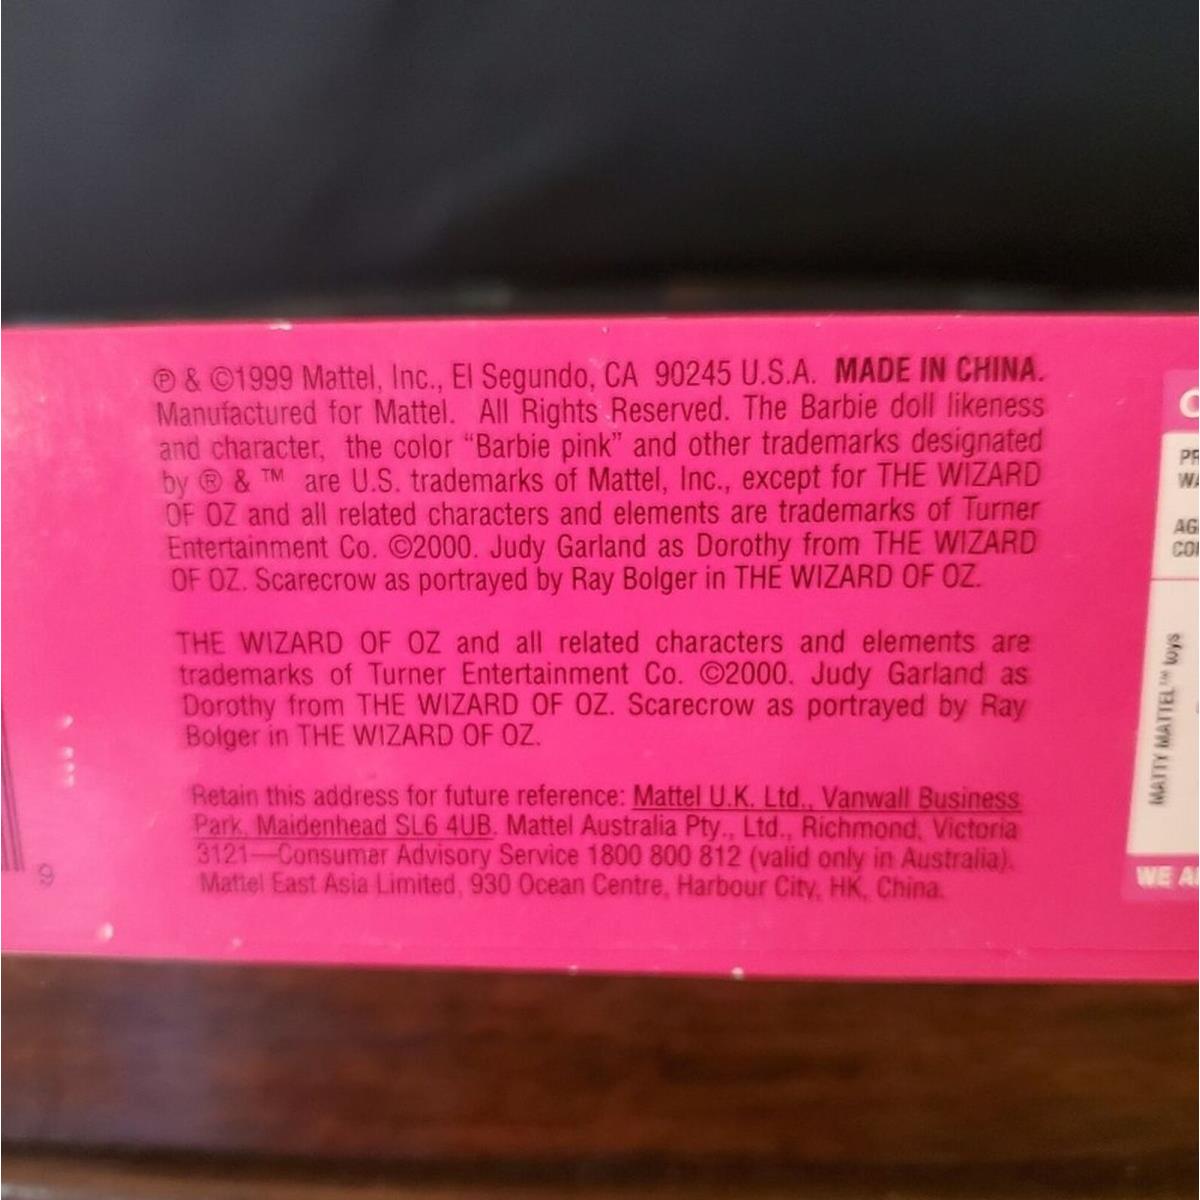 ℗ & ©1999 Mattel, Inc., El Segundo, CA 90245 U.S.A. MADE IN CHINA.
Manufactured for Mattel. All Rights Reserved. The Barbie doll likeness
and character, the color “Barbie pink” and other trademarks designated
by ® & ™ are U.S. trademarks of Mattel, Inc., except for THE WIZARD
OF OZ and all related characters and elements are trademarks of Turner
Entertainment Co. ©2000. Judy Garland as Dorothy from THE WIZARD
OF OZ. Scarecrow as portrayed by Ray Bolger in THE WIZARD OF OZ.
THE WIZARD OF OZ and all related characters and elements are
trademarks of Turner Entertainment Co. ©2000. Judy Garland as
Dorothy from THE WIZARD OF OZ. Scarecrow as portrayed by Ray
Bolger in THE WIZARD OF OZ.
Retain this address for future reference: Mattel U.K. Ltd., Vanwall Business
Park, Maidenhead SL6 4UB. Mattel Australia Pty., Ltd., Richmond, Victoria
3121—Consumer Advisory Service 1800 800 812 (valid only in Australia).
Mattel East Asia Limited, 930 Ocean Centre, Harbour City, HK, China.
9
MATTY MATTEL™ toys
WE